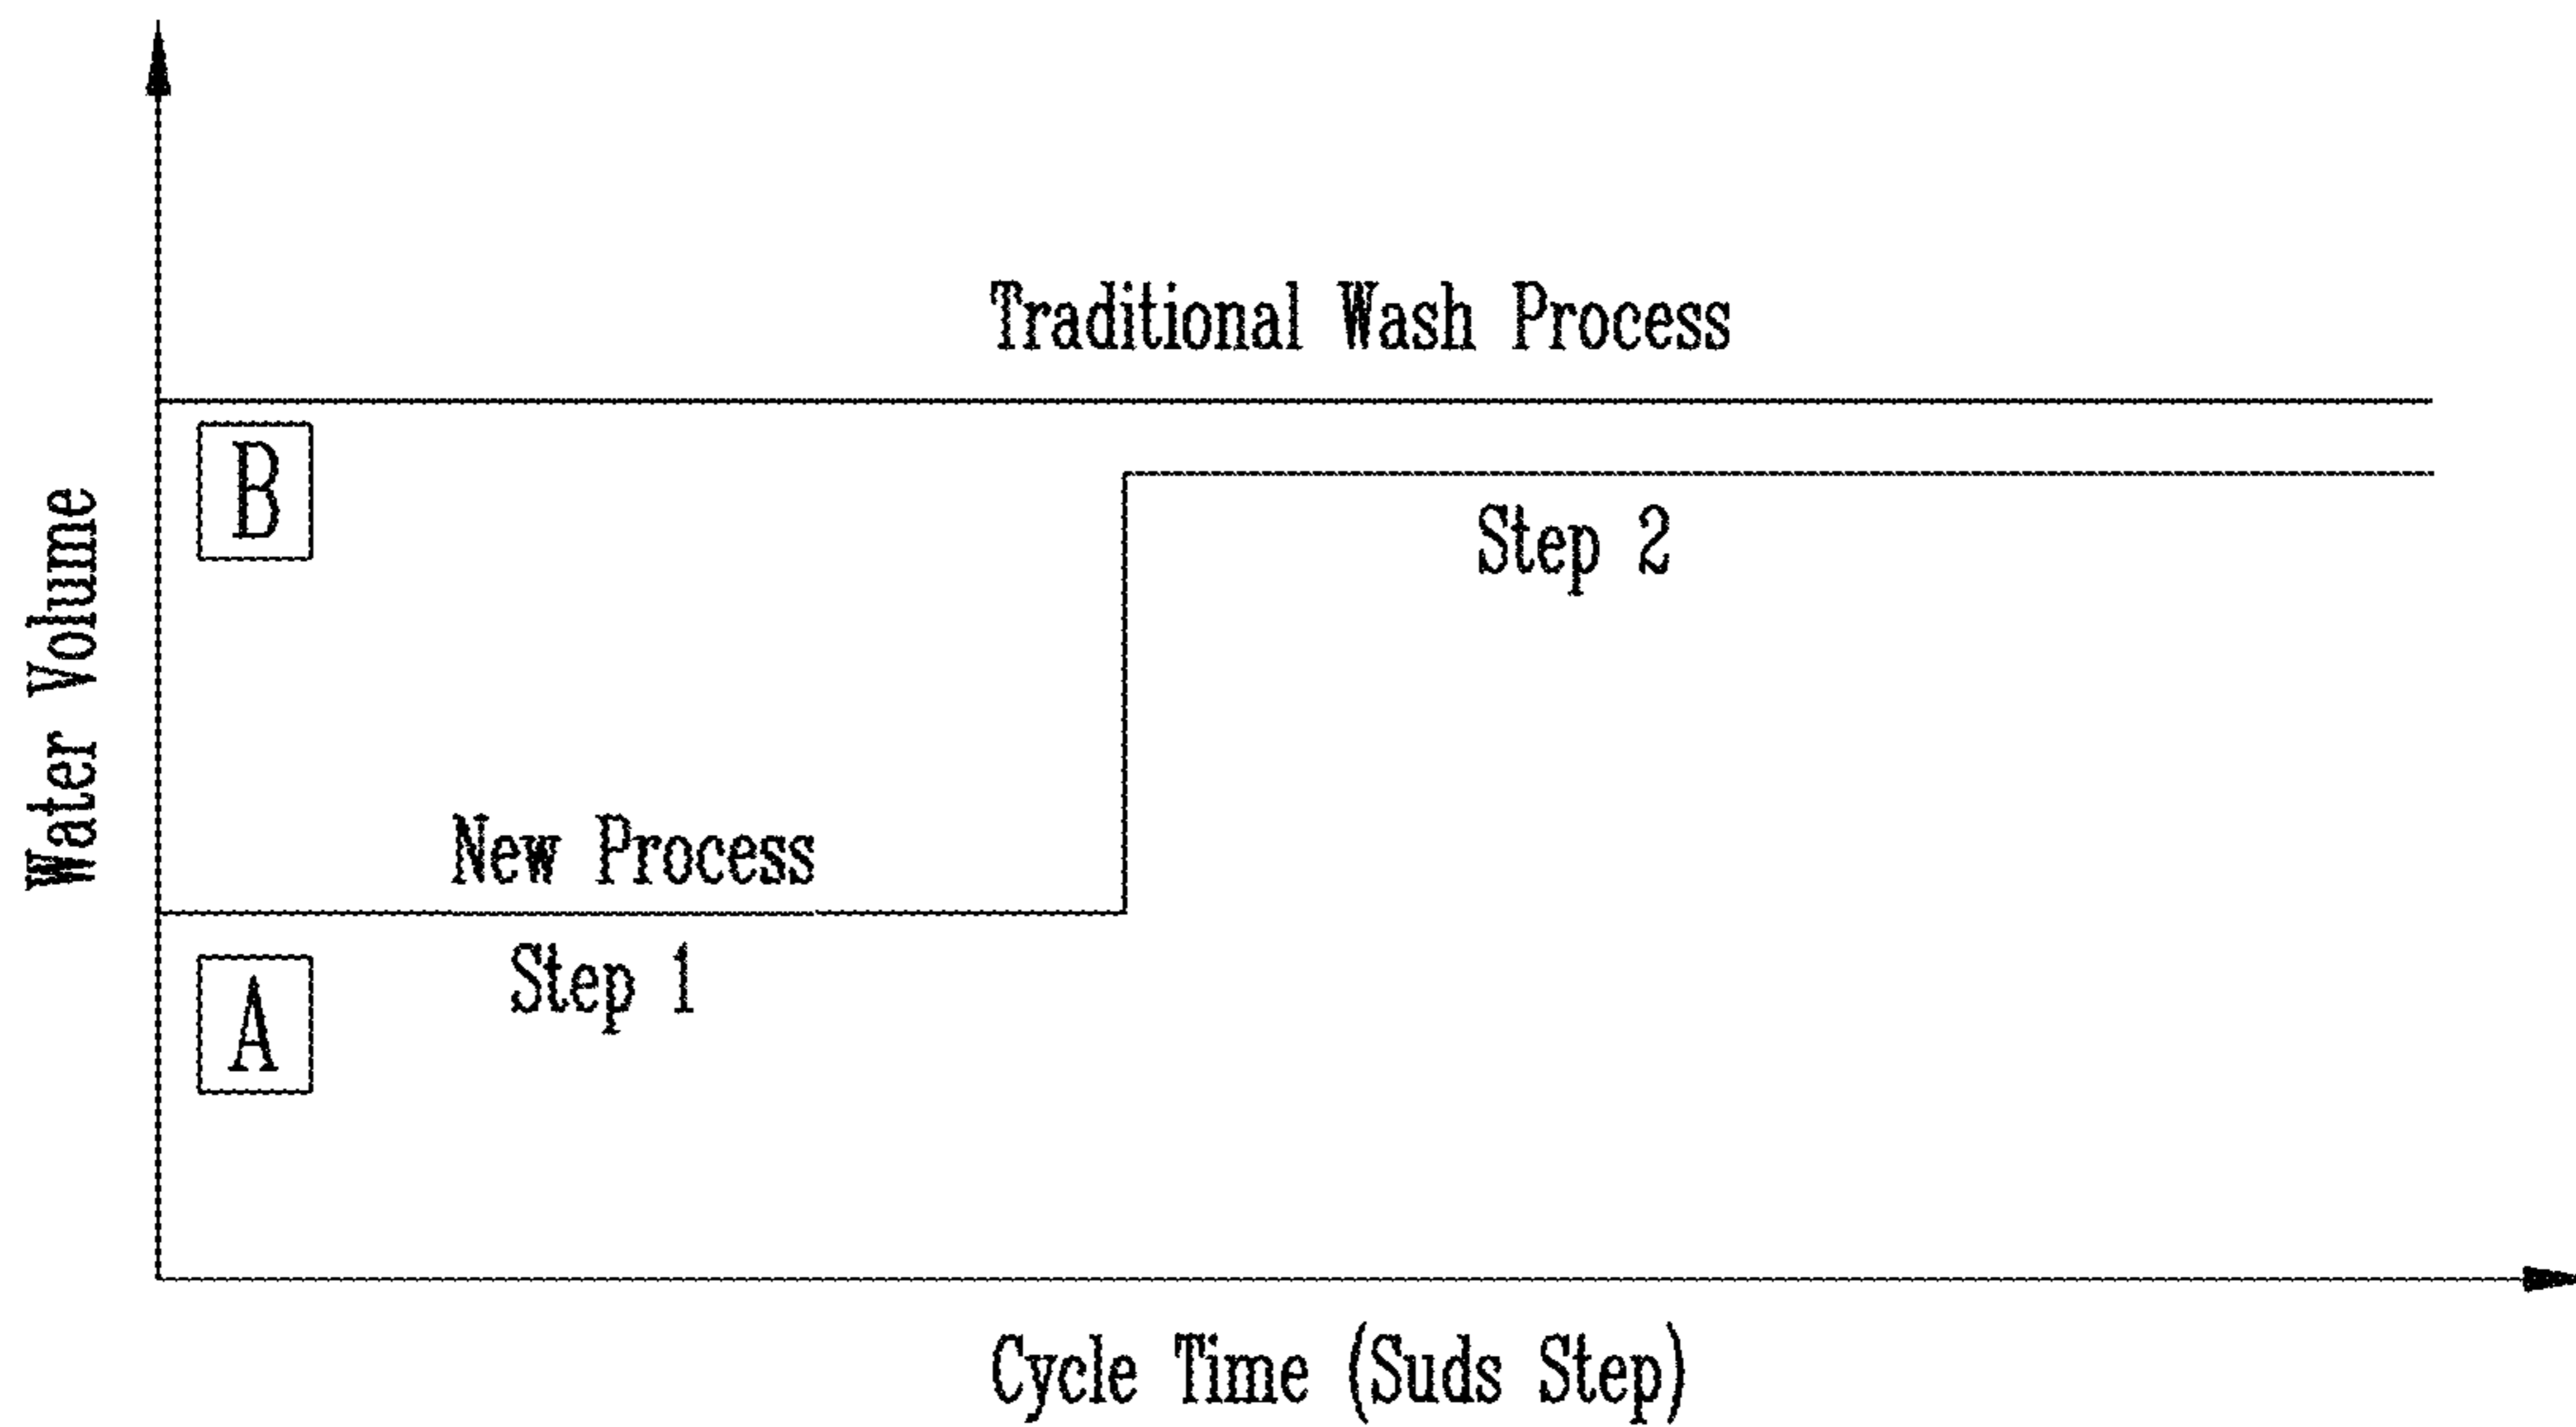 Traditional Wash Process
B
Step 2
Water Volume
New Process
Step 1
A
Cycle Time (Suds Step)